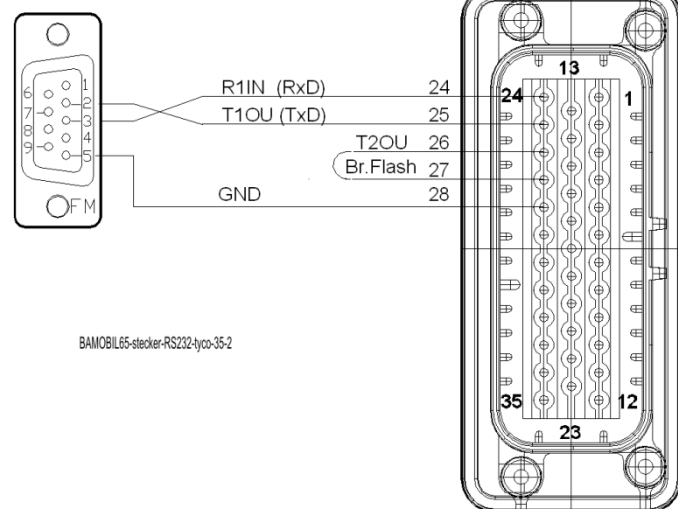 1
6
2
7
3
8
4
9
5
FM
R1IN (RxD) 24
T1OU (TxD) 25
T2OU 26
Br.Flash 27
GND 28
13
24 1
35 12
23
BAMOBIL65-stecker-RS232-tyco-35-2